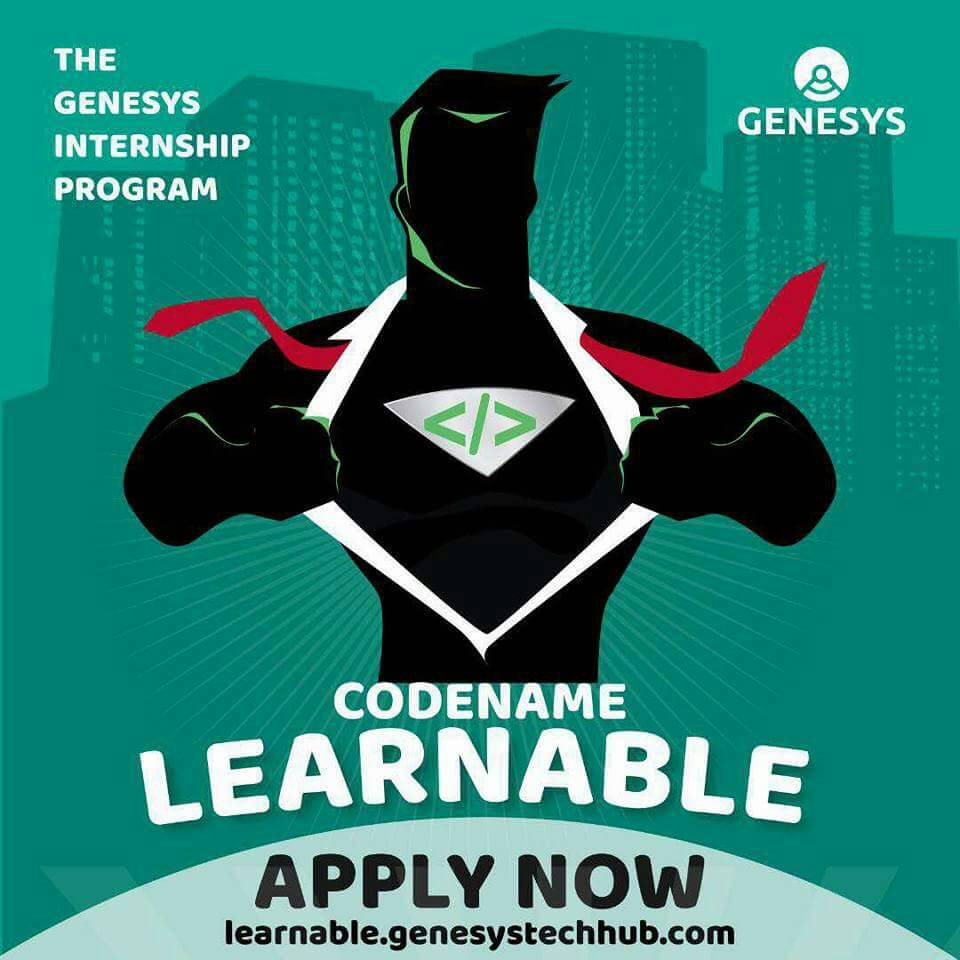 THE
GENESYS
INTERNSHIP
PROGRAM
GENESYS
</>
CODENAME
LEARNABLE
APPLY NOW
learnable.genesystechhub.com